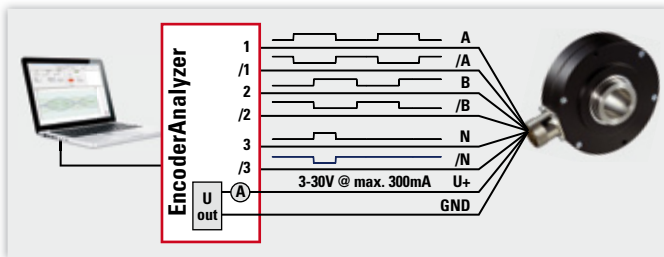 EncoderAnalyzer
1 A
/1 /A
2 B
/2 /B
3 N
/3 /N
U out
A 3-30V @ max. 300mA U+
GND